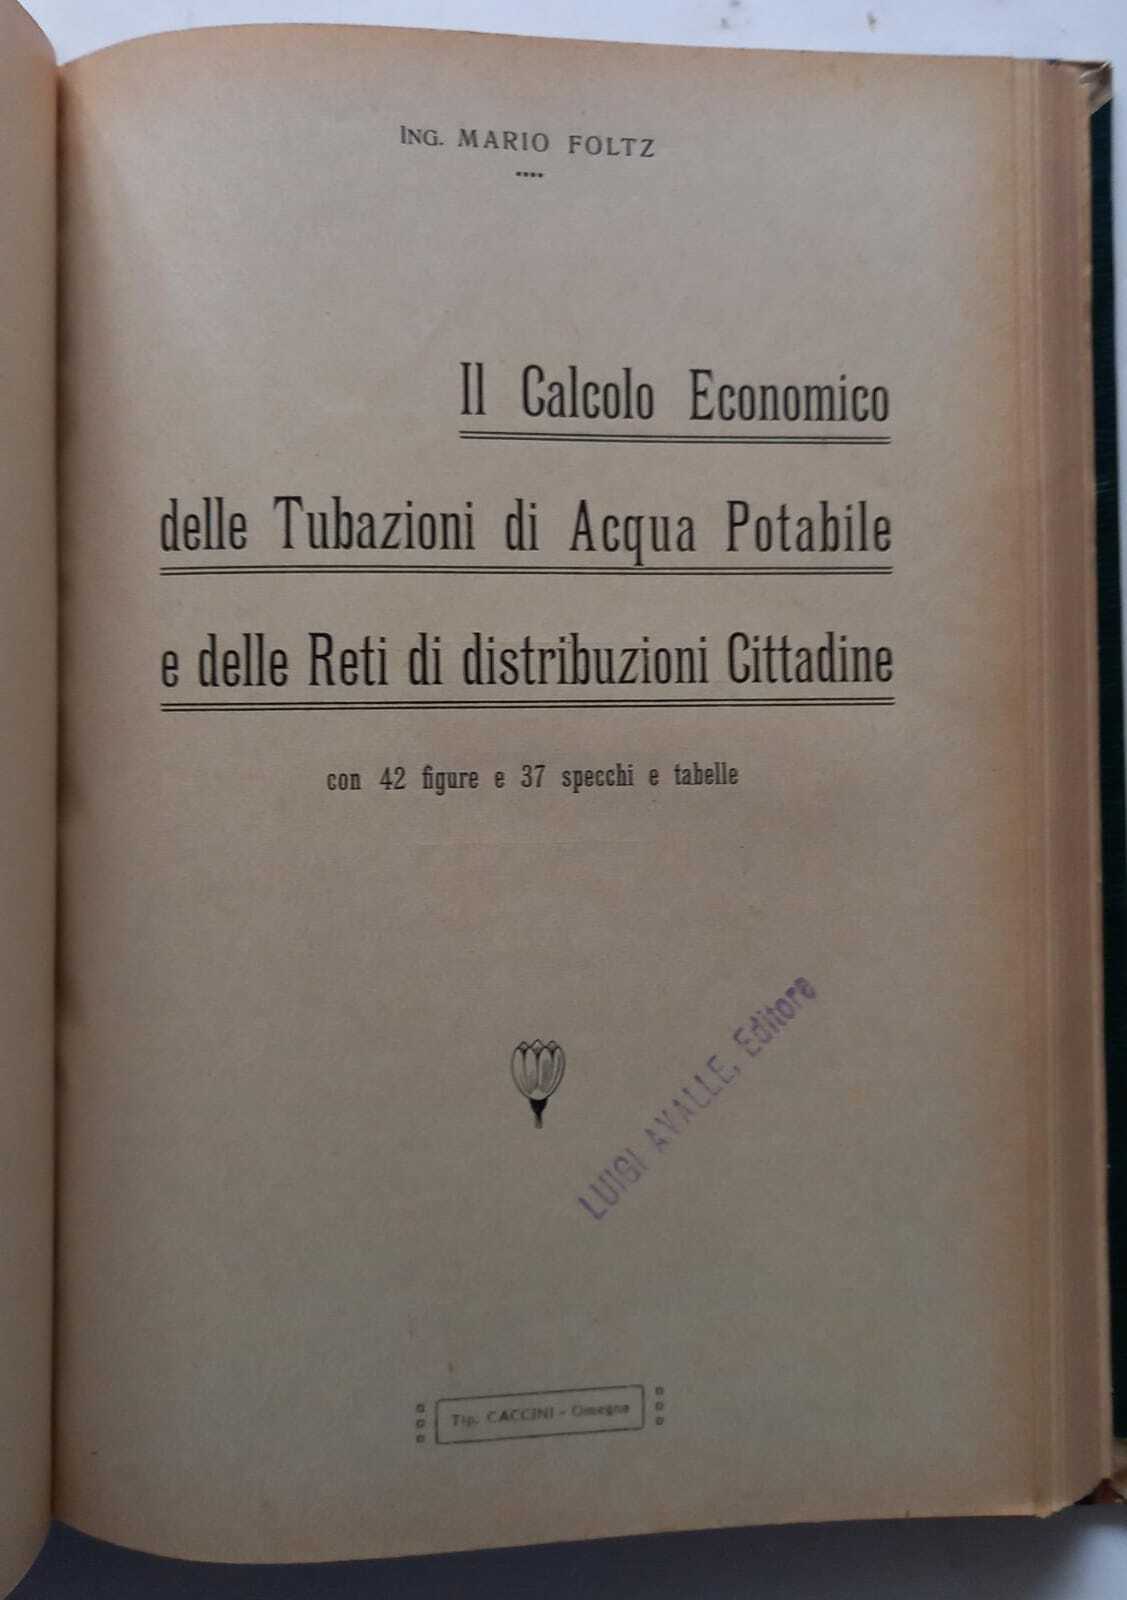 ING. MARIO FOLTZ
Il Calcolo Economico
delle Tubazioni di Acqua Potabile
e delle Reti di distribuzioni Cittadine
con 42 figure e 37 specchi e tabelle
LUIGI AVALLE, Editore
Tip. CACCINI - Omegna